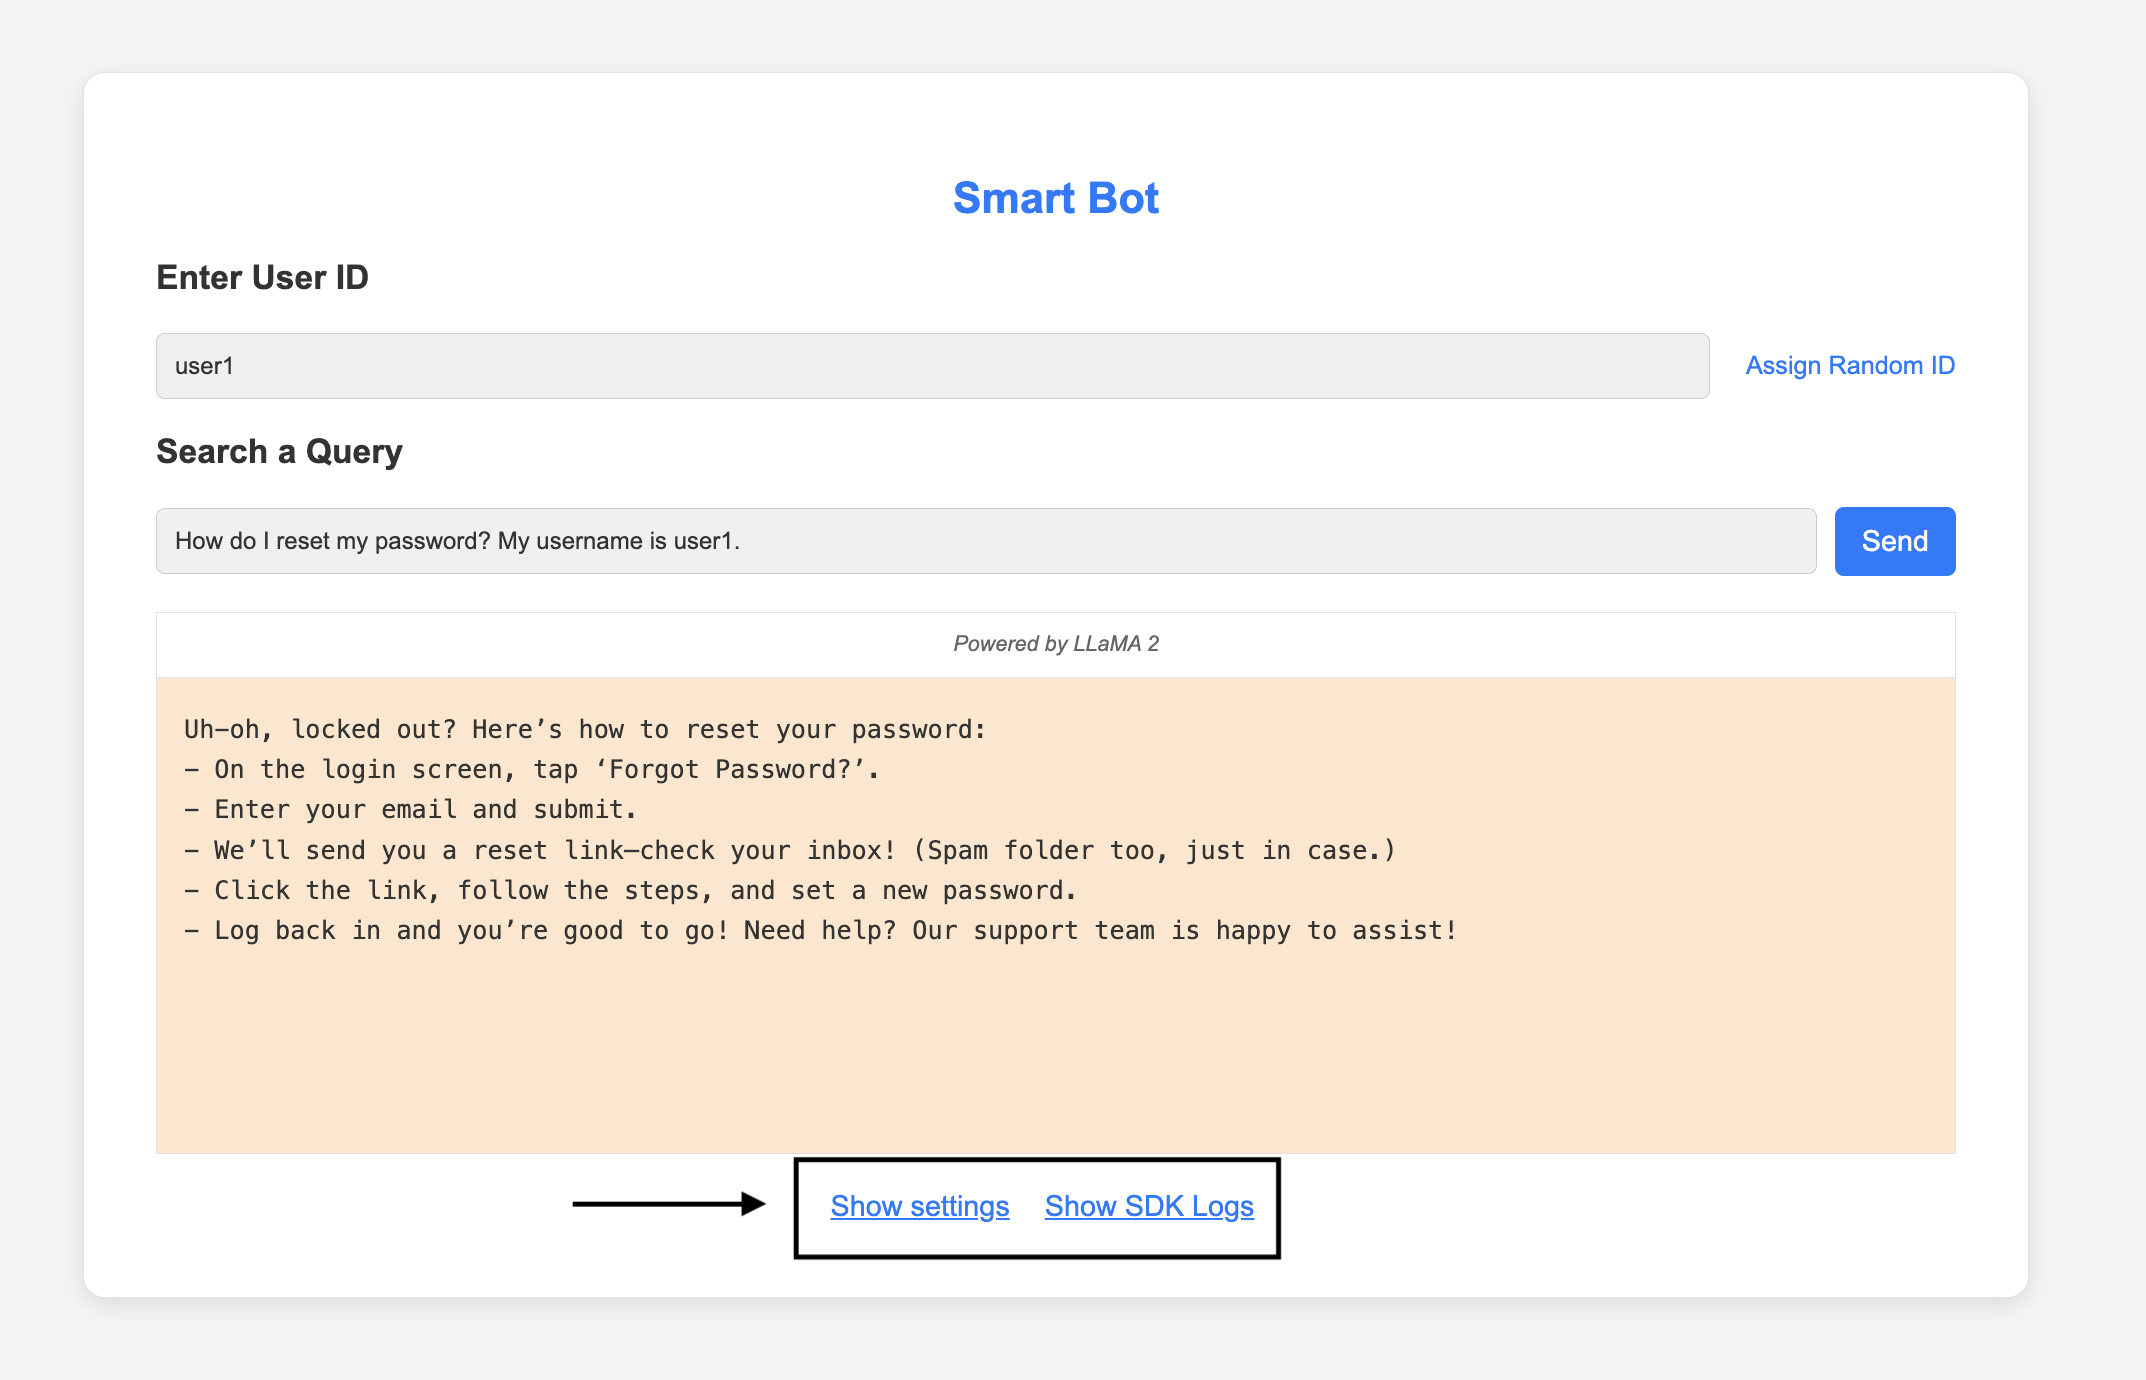 Smart Bot
Enter User ID
user1
Assign Random ID
Search a Query
How do I reset my password? My username is user1.
Send
Powered by LLaMA 2
Uh-oh, locked out? Here’s how to reset your password:
- On the login screen, tap ‘Forgot Password?’.
- Enter your email and submit.
- We’ll send you a reset link—check your inbox! (Spam folder too, just in case.)
- Click the link, follow the steps, and set a new password.
- Log back in and you’re good to go! Need help? Our support team is happy to assist!
Show settings
Show SDK Logs